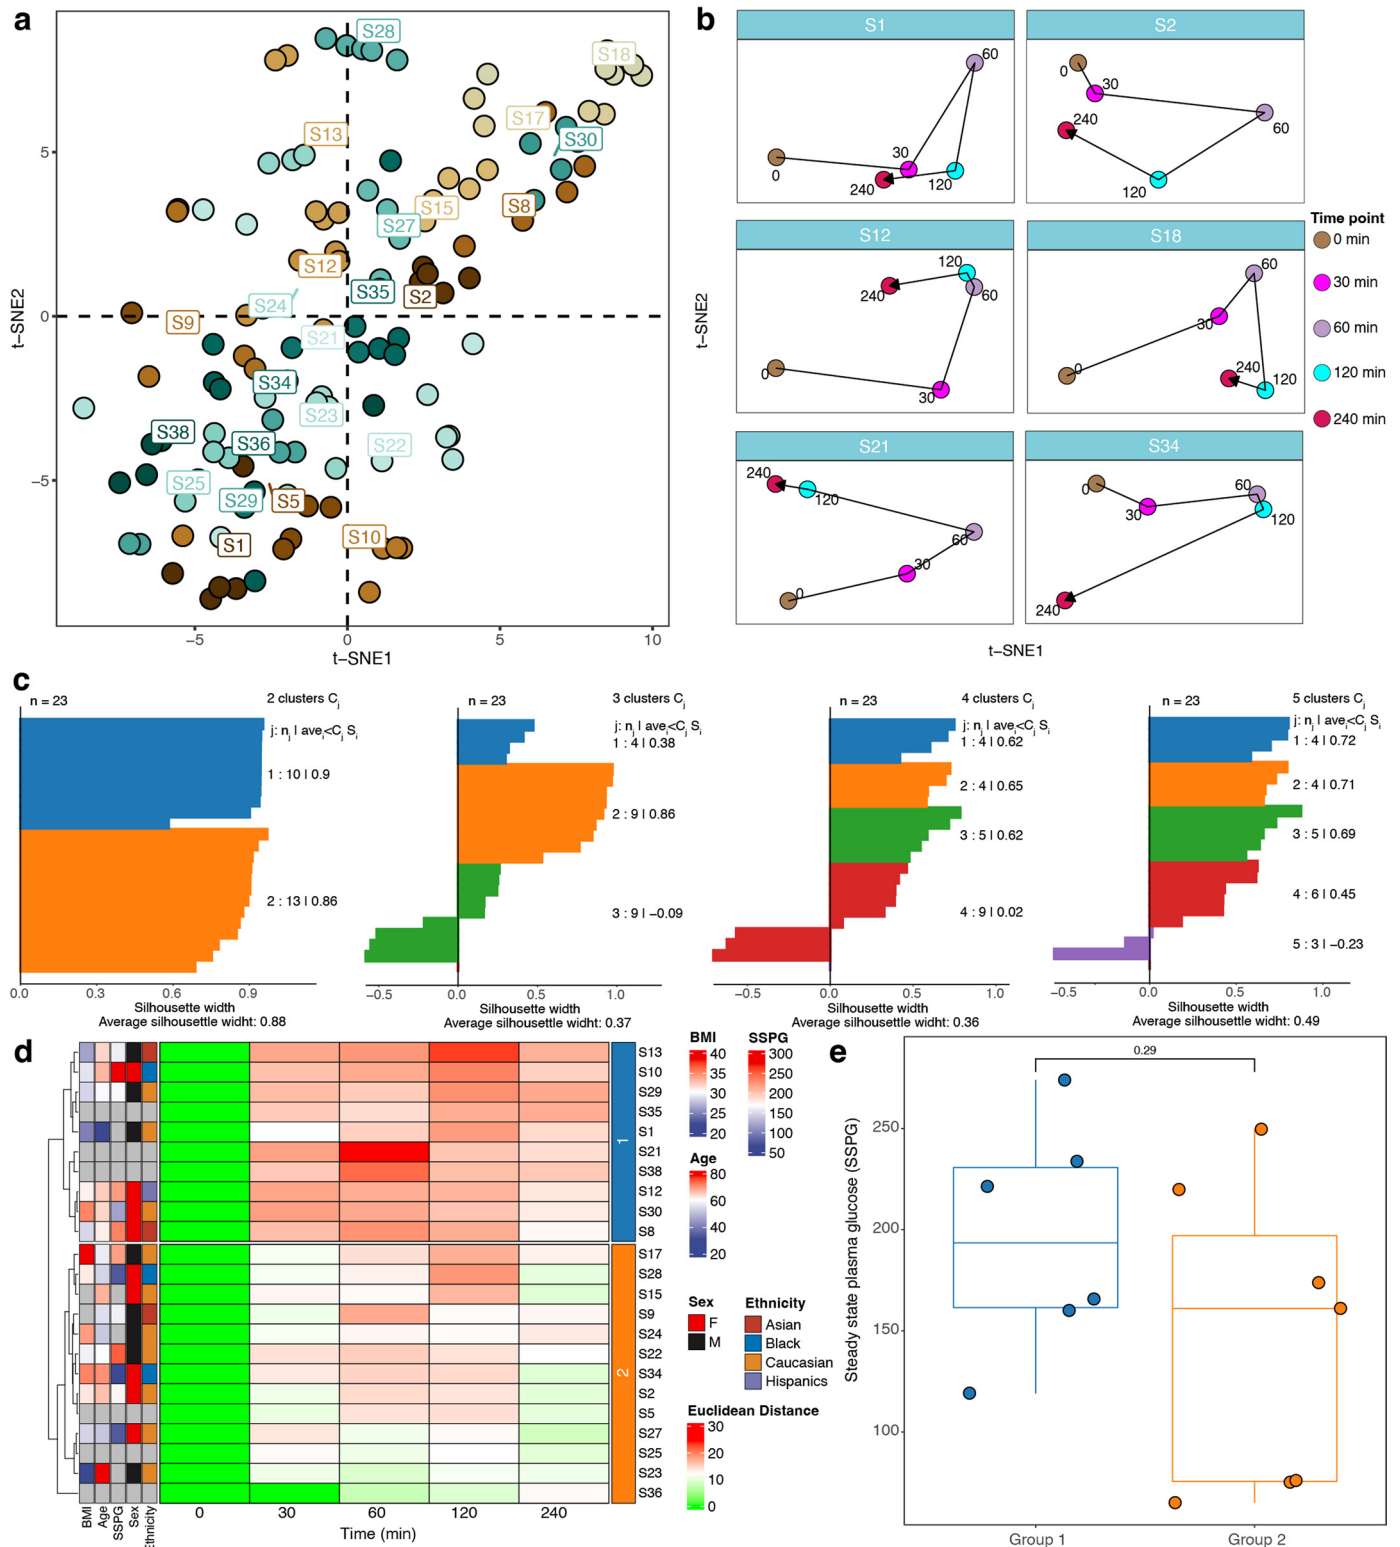 a
S28
S18
S17
S30
S13
S15
S8
S27
S12
S35
S2
S24
S9
S21
S34
S23
S38
S36
S22
S25
S29
S5
S1
S10
5
0
−5
−5
0
5
10
t−SNE1
t−SNE2
b
S1
S2
60
30
0
240
120
0
30
240
60
120
S12
S18
120
240
60
0
30
60
30
0
240
120
S21
S34
240
120
60
30
0
0
60
30
120
240
t−SNE2
t−SNE1
Time point
0 min
30 min
60 min
120 min
240 min
c
n = 23
2 clusters Cj
j: nj | avei<Cj Si
1 : 10 | 0.9
2 : 13 | 0.86
0.0 0.3 0.6 0.9
Silhousette width
Average silhousettle widht: 0.88
n = 23
3 clusters Cj
j: nj | avei<Cj Si
1 : 4 | 0.38
2 : 9 | 0.86
3 : 9 | −0.09
−0.5 0.0 0.5 1.0
Silhousette width
Average silhousettle widht: 0.37
n = 23
4 clusters Cj
j: nj | avei<Cj Si
1 : 4 | 0.62
2 : 4 | 0.65
3 : 5 | 0.62
4 : 9 | 0.02
−0.5 0.0 0.5 1.0
Silhousette width
Average silhousettle widht: 0.36
n = 23
5 clusters Cj
j: nj | avei<Cj Si
1 : 4 | 0.72
2 : 4 | 0.71
3 : 5 | 0.69
4 : 6 | 0.45
5 : 3 | −0.23
−0.5 0.0 0.5 1.0
Silhousette width
Average silhousettle widht: 0.49
d
S13
S10
S29
S35
S1
S21
S38
S12
S30
S8
S17
S28
S15
S9
S24
S22
S34
S2
S5
S27
S25
S23
S36
1
2
BMI
Age
SSPG
Sex
Ethnicity
0 30 60 120 240
Time (min)
BMI
40
35
30
25
20
SSPG
300
250
200
150
100
50
Age
80
60
40
20
Sex
F
M
Ethnicity
Asian
Black
Caucasian
Hispanics
Euclidean Distance
30
20
10
0
e
0.29
Steady state plasma glucose (SSPG)
250
200
150
100
Group 1
Group 2